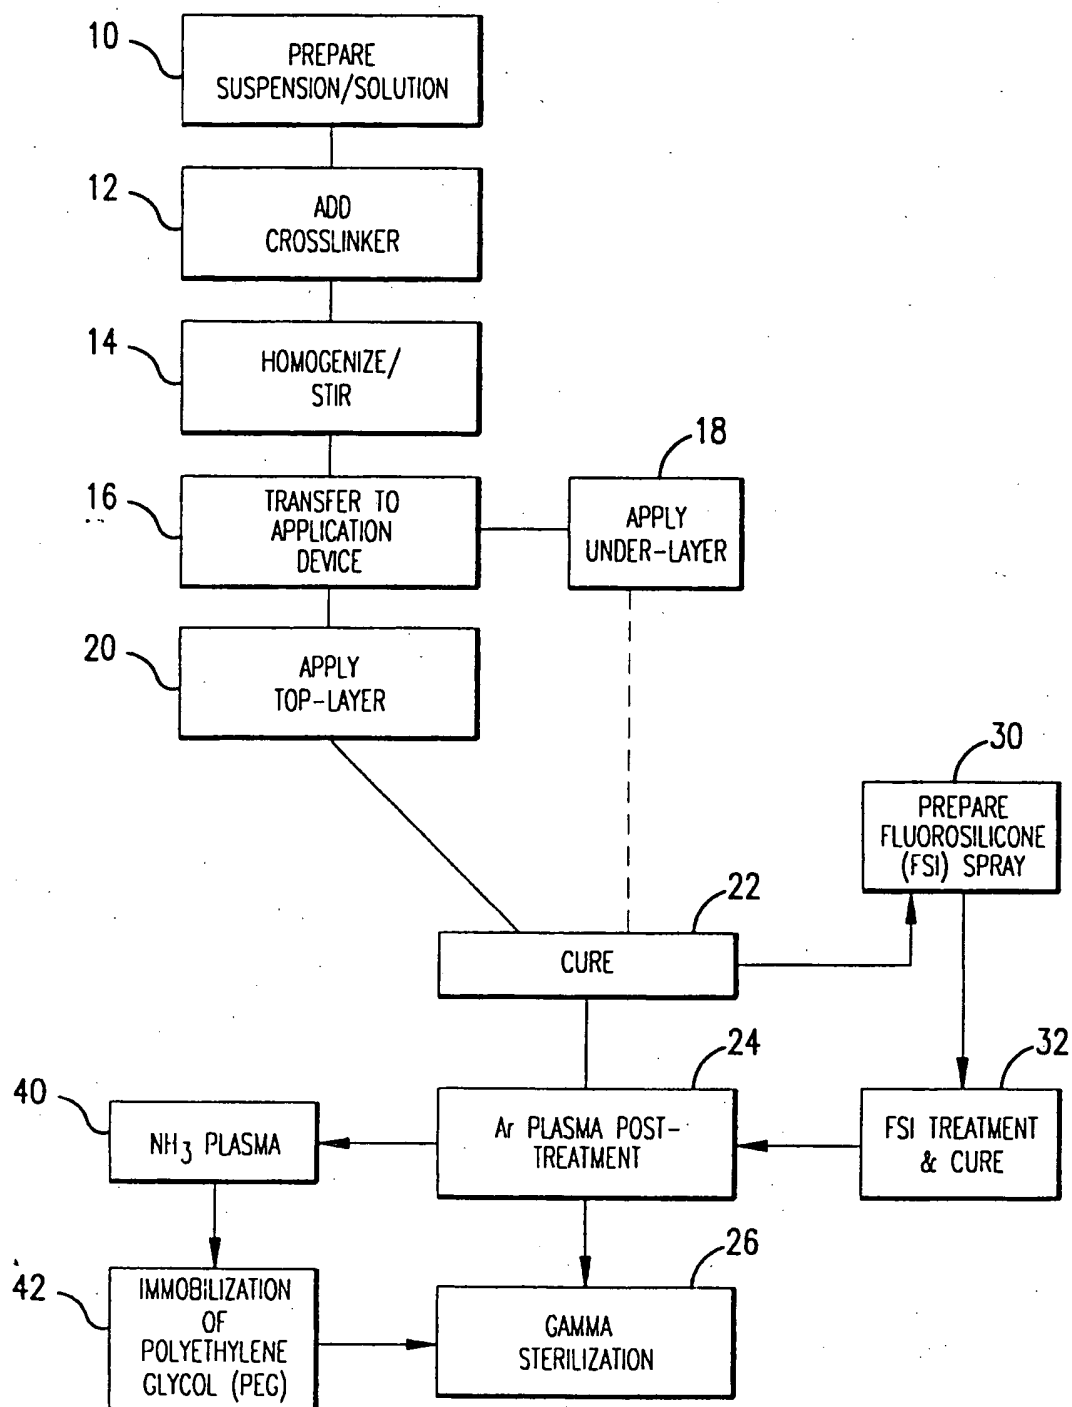 10
PREPARE
SUSPENSION/SOLUTION
12
ADD
CROSSLINKER
14
HOMOGENIZE/
STIR
16
TRANSFER TO
APPLICATION
DEVICE
18
APPLY
UNDER-LAYER
20
APPLY
TOP-LAYER
30
PREPARE
FLUOROSILICONE
(FSI) SPRAY
22
CURE
24
Ar PLASMA POST-
TREATMENT
32
FSI TREATMENT
& CURE
40
NH3 PLASMA
42
IMMOBILIZATION
OF
POLYETHYLENE
GLYCOL (PEG)
26
GAMMA
STERILIZATION